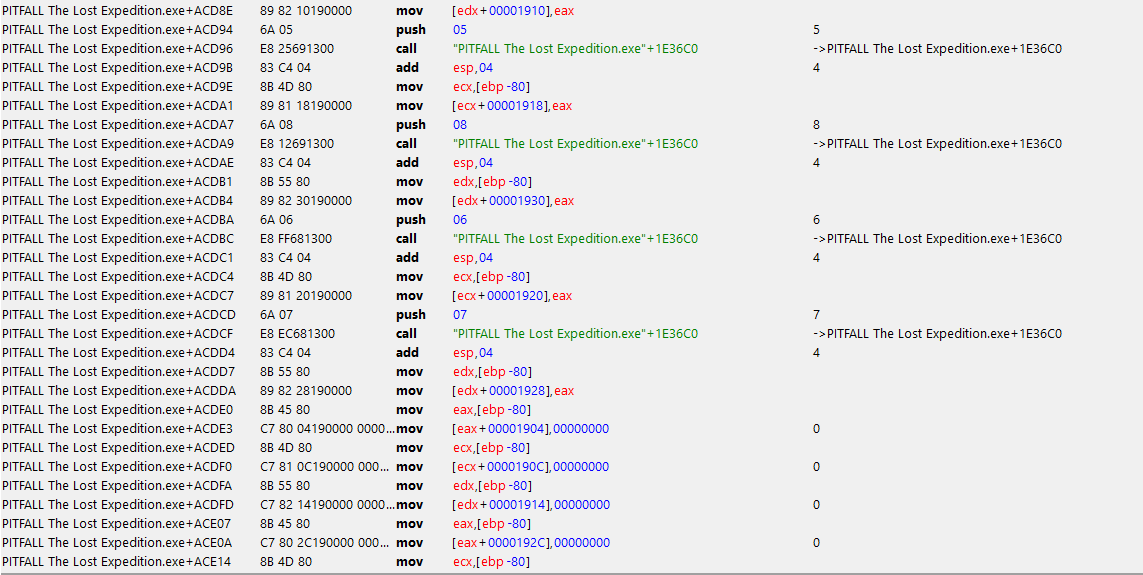 PITFALL The Lost Expedition.exe+ACD8E 89 82 10190000 mov [edx+00001910],eax
PITFALL The Lost Expedition.exe+ACD94 6A 05 push 05 5
PITFALL The Lost Expedition.exe+ACD96 E8 25691300 call "PITFALL The Lost Expedition.exe"+1E36C0 ->PITFALL The Lost Expedition.exe+1E36C0
PITFALL The Lost Expedition.exe+ACD9B 83 C4 04 add esp,04 4
PITFALL The Lost Expedition.exe+ACD9E 8B 4D 80 mov ecx,[ebp-80]
PITFALL The Lost Expedition.exe+ACDA1 89 81 18190000 mov [ecx+00001918],eax
PITFALL The Lost Expedition.exe+ACDA7 6A 08 push 08 8
PITFALL The Lost Expedition.exe+ACDA9 E8 12691300 call "PITFALL The Lost Expedition.exe"+1E36C0 ->PITFALL The Lost Expedition.exe+1E36C0
PITFALL The Lost Expedition.exe+ACDAE 83 C4 04 add esp,04 4
PITFALL The Lost Expedition.exe+ACDB1 8B 55 80 mov edx,[ebp-80]
PITFALL The Lost Expedition.exe+ACDB4 89 82 30190000 mov [edx+00001930],eax
PITFALL The Lost Expedition.exe+ACDBA 6A 06 push 06 6
PITFALL The Lost Expedition.exe+ACDBC E8 FF681300 call "PITFALL The Lost Expedition.exe"+1E36C0 ->PITFALL The Lost Expedition.exe+1E36C0
PITFALL The Lost Expedition.exe+ACDC1 83 C4 04 add esp,04 4
PITFALL The Lost Expedition.exe+ACDC4 8B 4D 80 mov ecx,[ebp-80]
PITFALL The Lost Expedition.exe+ACDC7 89 81 20190000 mov [ecx+00001920],eax
PITFALL The Lost Expedition.exe+ACDCD 6A 07 push 07 7
PITFALL The Lost Expedition.exe+ACDCF E8 EC681300 call "PITFALL The Lost Expedition.exe"+1E36C0 ->PITFALL The Lost Expedition.exe+1E36C0
PITFALL The Lost Expedition.exe+ACDD4 83 C4 04 add esp,04 4
PITFALL The Lost Expedition.exe+ACDD7 8B 55 80 mov edx,[ebp-80]
PITFALL The Lost Expedition.exe+ACDDA 89 82 28190000 mov [edx+00001928],eax
PITFALL The Lost Expedition.exe+ACDE0 8B 45 80 mov eax,[ebp-80]
PITFALL The Lost Expedition.exe+ACDE3 C7 80 04190000 0000... mov [eax+00001904],00000000 0
PITFALL The Lost Expedition.exe+ACDED 8B 4D 80 mov ecx,[ebp-80]
PITFALL The Lost Expedition.exe+ACDF0 C7 81 0C190000 000... mov [ecx+0000190C],00000000 0
PITFALL The Lost Expedition.exe+ACDFA 8B 55 80 mov edx,[ebp-80]
PITFALL The Lost Expedition.exe+ACDFD C7 82 14190000 0000... mov [edx+00001914],00000000 0
PITFALL The Lost Expedition.exe+ACE07 8B 45 80 mov eax,[ebp-80]
PITFALL The Lost Expedition.exe+ACE0A C7 80 2C190000 000... mov [eax+0000192C],00000000 0
PITFALL The Lost Expedition.exe+ACE14 8B 4D 80 mov ecx,[ebp-80]